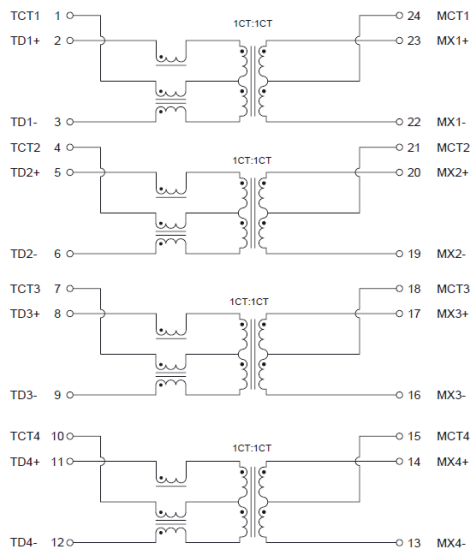 TCT1 1 24 MCT1
1CT:1CT
TD1+ 2 23 MX1+
TD1- 3 22 MX1-
TCT2 4 21 MCT2
1CT:1CT
TD2+ 5 20 MX2+
TD2- 6 19 MX2-
TCT3 7 18 MCT3
1CT:1CT
TD3+ 8 17 MX3+
TD3- 9 16 MX3-
TCT4 10 15 MCT4
1CT:1CT
TD4+ 11 14 MX4+
TD4- 12 13 MX4-